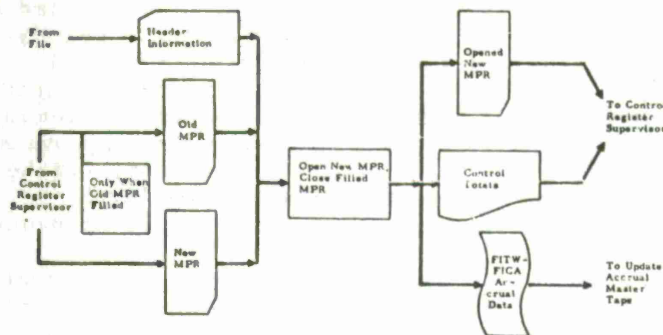 From
File
Header
Information
Old
MPR
From
Control
Register
Supervisor
Only When
Old MPR
Filled
New
MPR
Open New MPR,
Close Filled
MPR
Opened
New
MPR
To Control
Register
Supervisor
Control
Totals
FITW-
FICA
Ac-
crual
Data
To Update
Accrual
Master
Tape